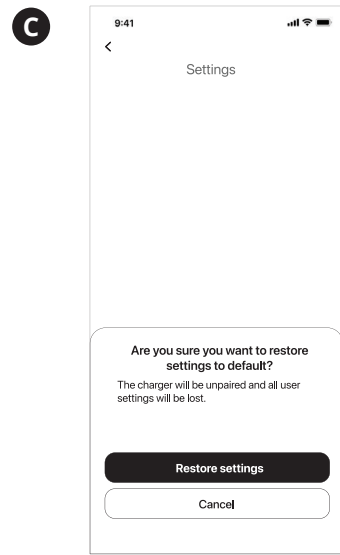 C
9:41
Settings
Are you sure you want to restore
settings to default?
The charger will be unpaired and all user
settings will be lost.
Restore settings
Cancel